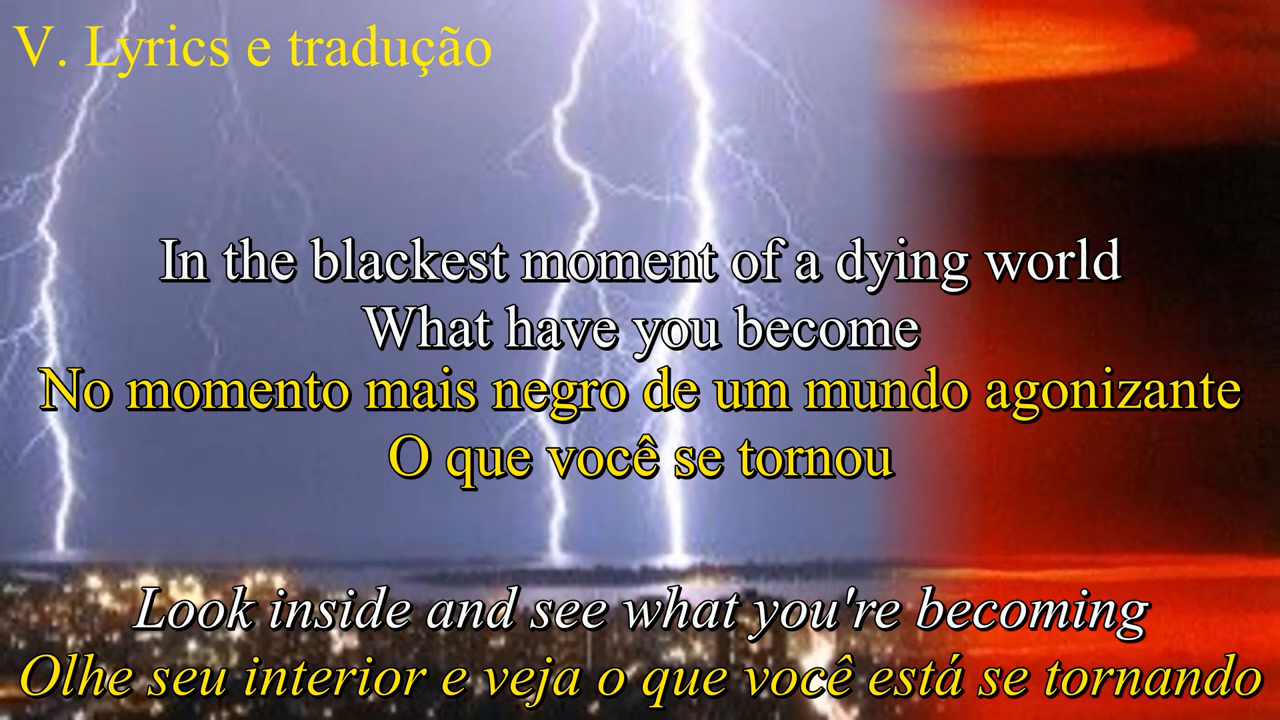 V. Lyrics e tradução
In the blackest moment of a dying world
What have you become
No momento mais negro de um mundo agonizante
O que você se tornou
Look inside and see what you're becoming
Olhe seu interior e veja o que você está se tornando